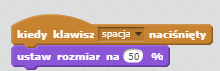 kiedy klawisz spacja naciśnięty
ustaw rozmiar na 50 %